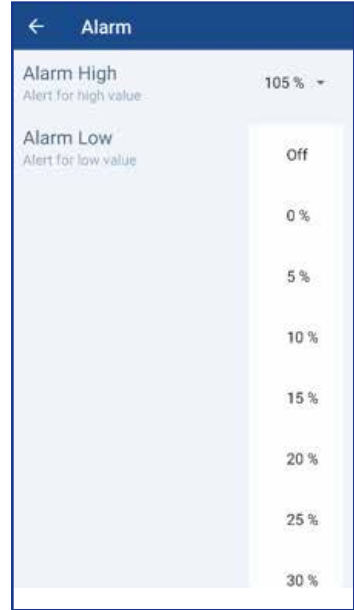 ← Alarm
Alarm High
Alert for high value
105 %
Alarm Low
Alert for low value
Off
0 %
5 %
10 %
15 %
20 %
25 %
30 %